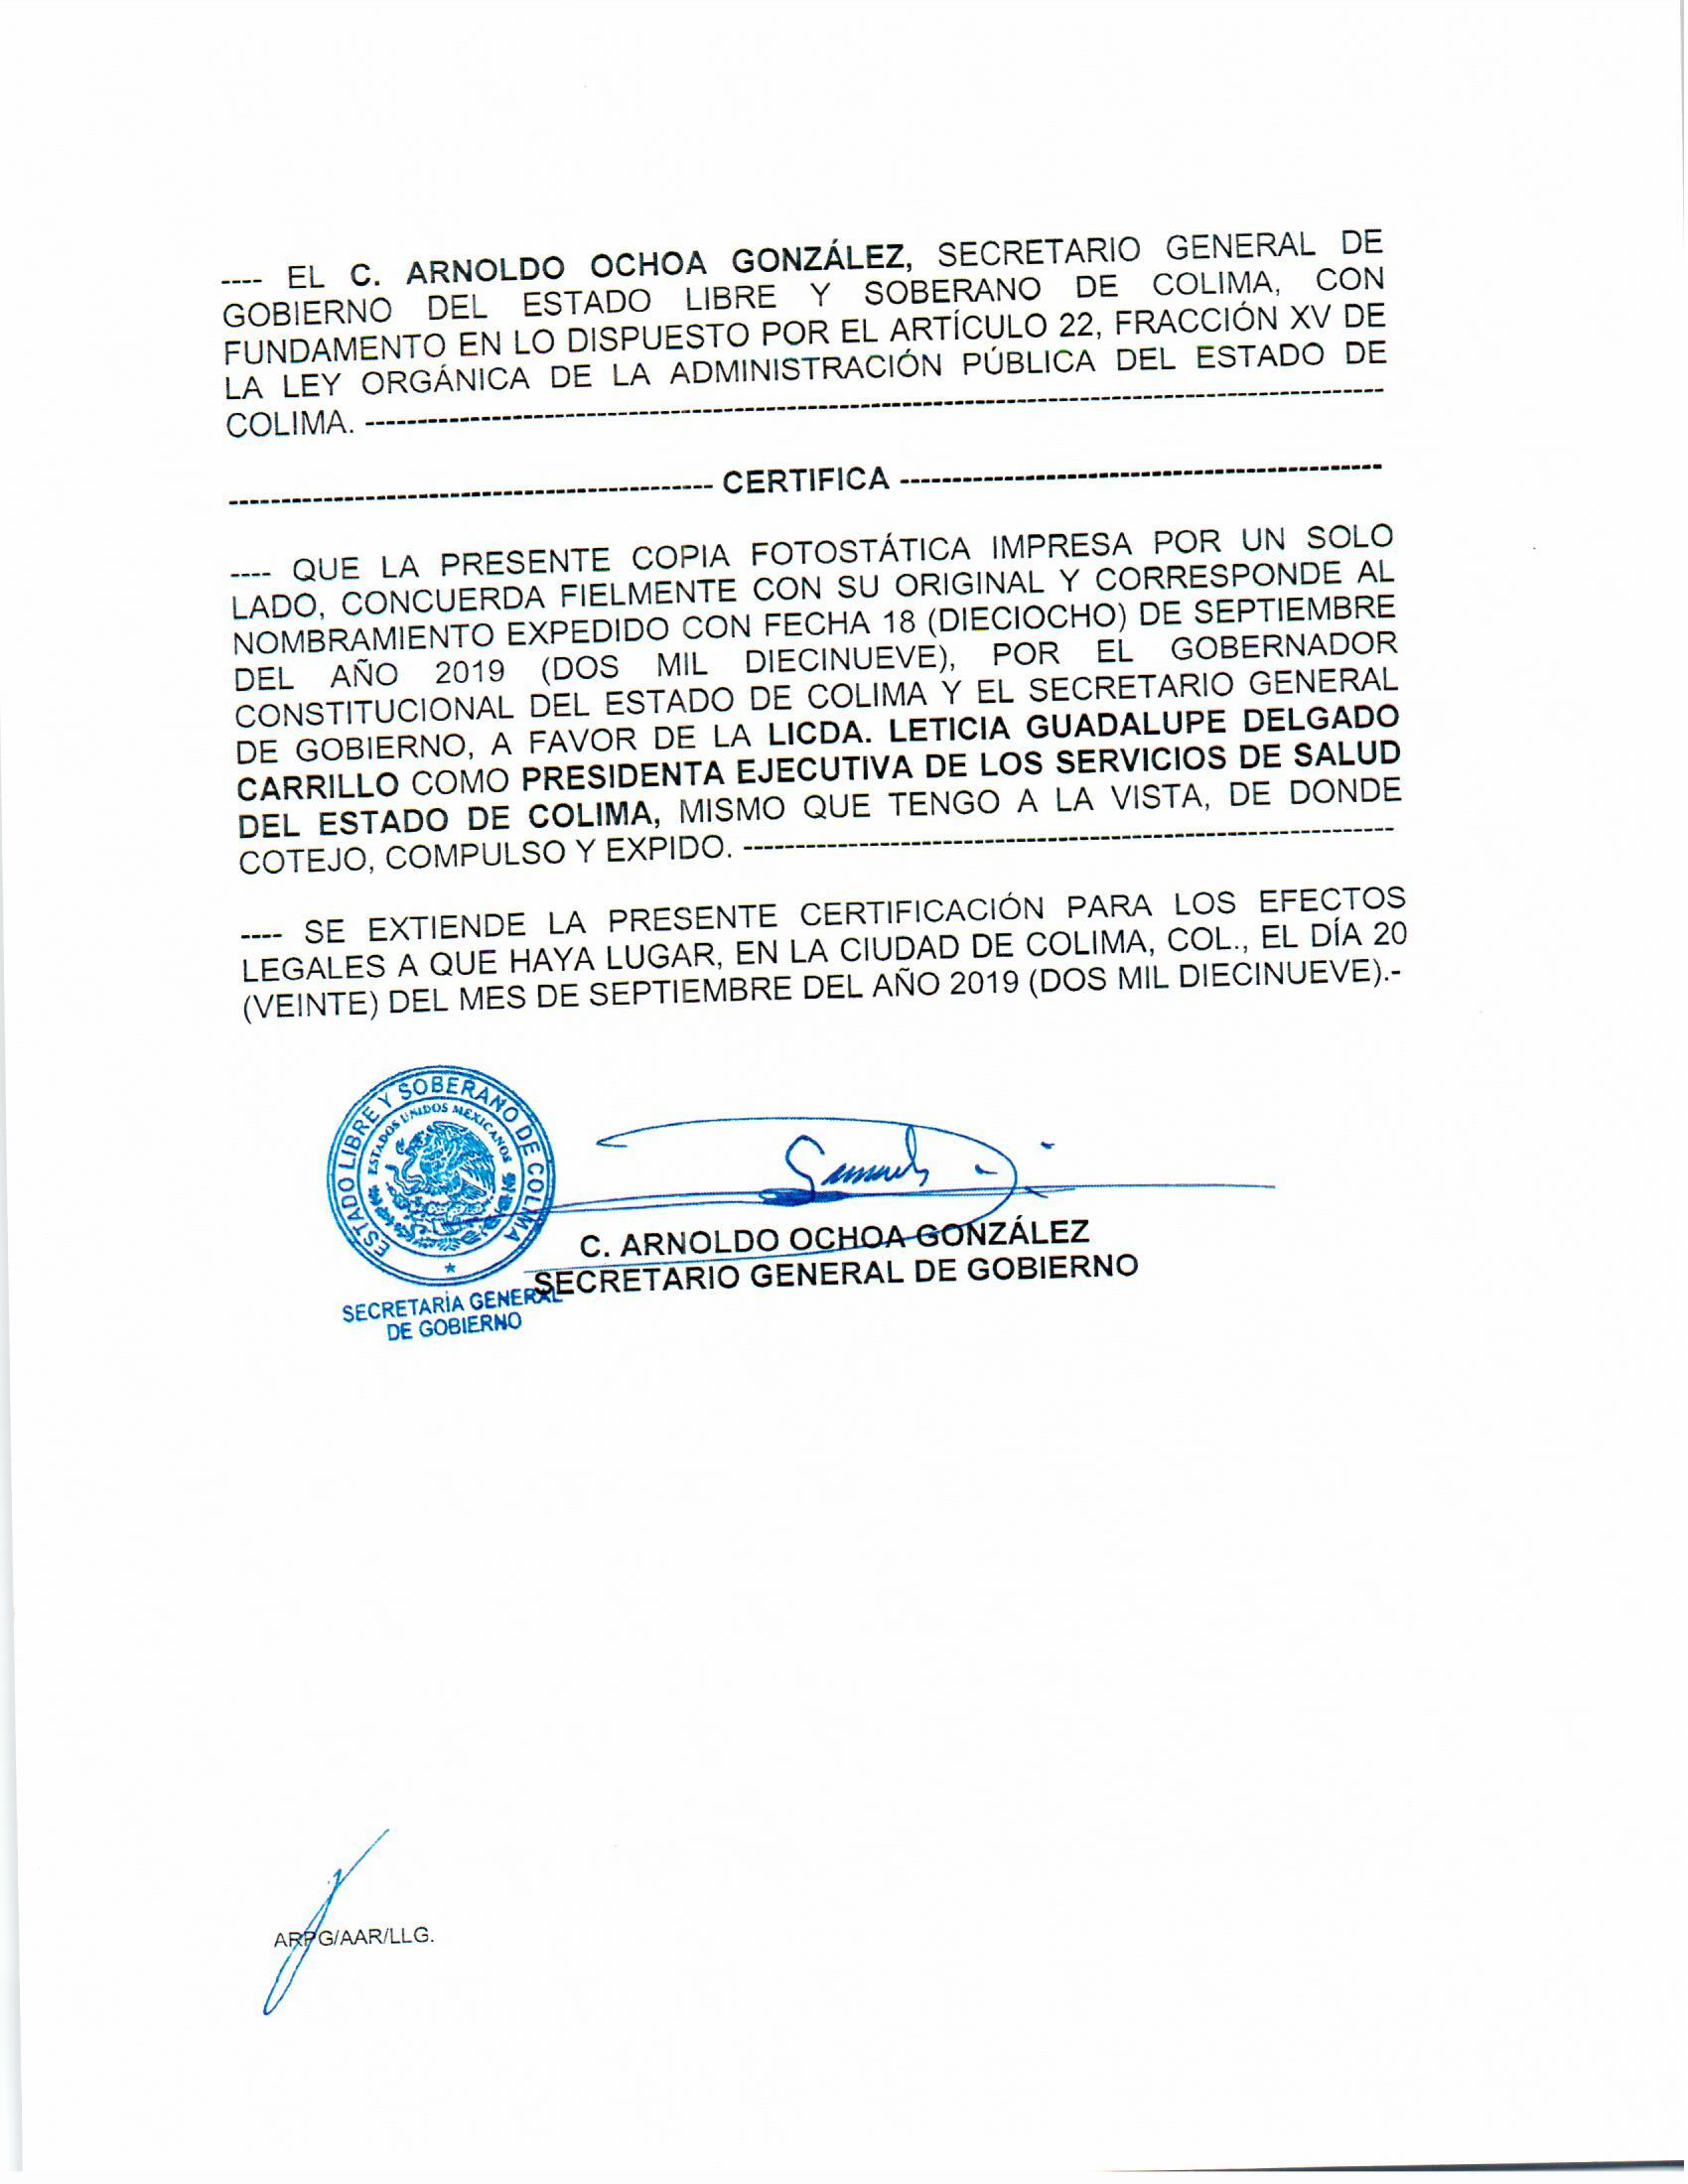 ---- EL C. ARNOLDO OCHOA GONZÁLEZ, SECRETARIO GENERAL DE
GOBIERNO DEL ESTADO LIBRE Y SOBERANO DE COLIMA, CON
FUNDAMENTO EN LO DISPUESTO POR EL ARTÍCULO 22, FRACCIÓN XV DE
LA LEY ORGÁNICA DE LA ADMINISTRACIÓN PÚBLICA DEL ESTADO DE
COLIMA. ----------------------------------------------------------------
---------------------------------- CERTIFICA ----------------------------------
---- QUE LA PRESENTE COPIA FOTOSTÁTICA IMPRESA POR UN SOLO
LADO, CONCUERDA FIELMENTE CON SU ORIGINAL Y CORRESPONDE AL
NOMBRAMIENTO EXPEDIDO CON FECHA 18 (DIECIOCHO) DE SEPTIEMBRE
DEL AÑO 2019 (DOS MIL DIECINUEVE), POR EL GOBERNADOR
CONSTITUCIONAL DEL ESTADO DE COLIMA Y EL SECRETARIO GENERAL
DE GOBIERNO, A FAVOR DE LA LICDA. LETICIA GUADALUPE DELGADO
CARRILLO COMO PRESIDENTA EJECUTIVA DE LOS SERVICIOS DE SALUD
DEL ESTADO DE COLIMA, MISMO QUE TENGO A LA VISTA, DE DONDE
COTEJO, COMPULSO Y EXPIDO. ----------------------------------------------
---- SE EXTIENDE LA PRESENTE CERTIFICACIÓN PARA LOS EFECTOS
LEGALES A QUE HAYA LUGAR, EN LA CIUDAD DE COLIMA, COL., EL DÍA 20
(VEINTE) DEL MES DE SEPTIEMBRE DEL AÑO 2019 (DOS MIL DIECINUEVE).-
ESTADO LIBRE Y SOBERANO DE COLIMA
ESTADOS UNIDOS MEXICANOS
C. ARNOLDO OCHOA GONZÁLEZ
SECRETARIO GENERAL DE GOBIERNO
SECRETARÍA GENERAL
DE GOBIERNO
ARPG/AAR/LLG.